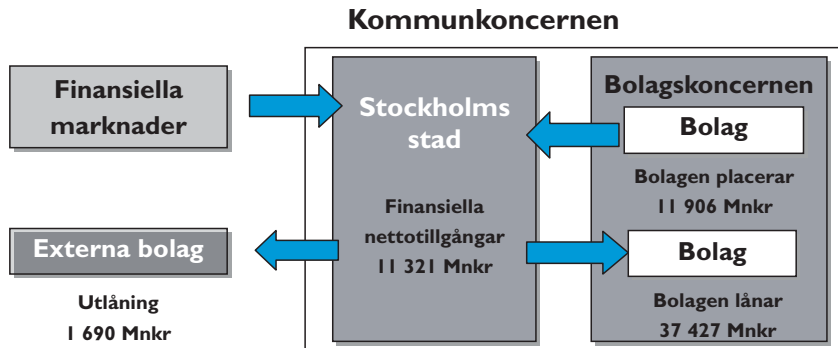 Kommunkoncernen
Finansiella
marknader
Stockholms
stad
Finansiella
nettotillgångar
11 321 Mnkr
Bolagskoncernen
Bolag
Bolagen placerar
11 906 Mnkr
Bolag
Bolagen lånar
37 427 Mnkr
Externa bolag
Utlåning
1 690 Mnkr